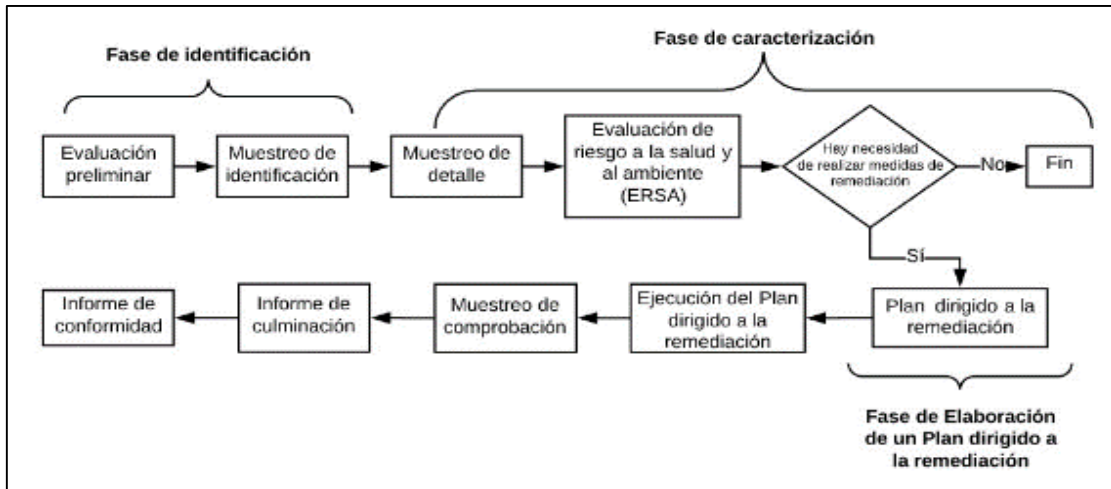 Fase de identificación
Fase de caracterización
Evaluación
preliminar
Muestreo de
identificación
Muestreo de
detalle
Evaluación de
riesgo a la salud y
al ambiente
(ERSA)
Hay necesidad
de realizar medidas de
remediación
No
Fin
Sí
Informe de
conformidad
Informe de
culminación
Muestreo de
comprobación
Ejecución del Plan
dirigido a la
remediación
Plan dirigido a la
remediación
Fase de Elaboración
de un Plan dirigido a
la remediación